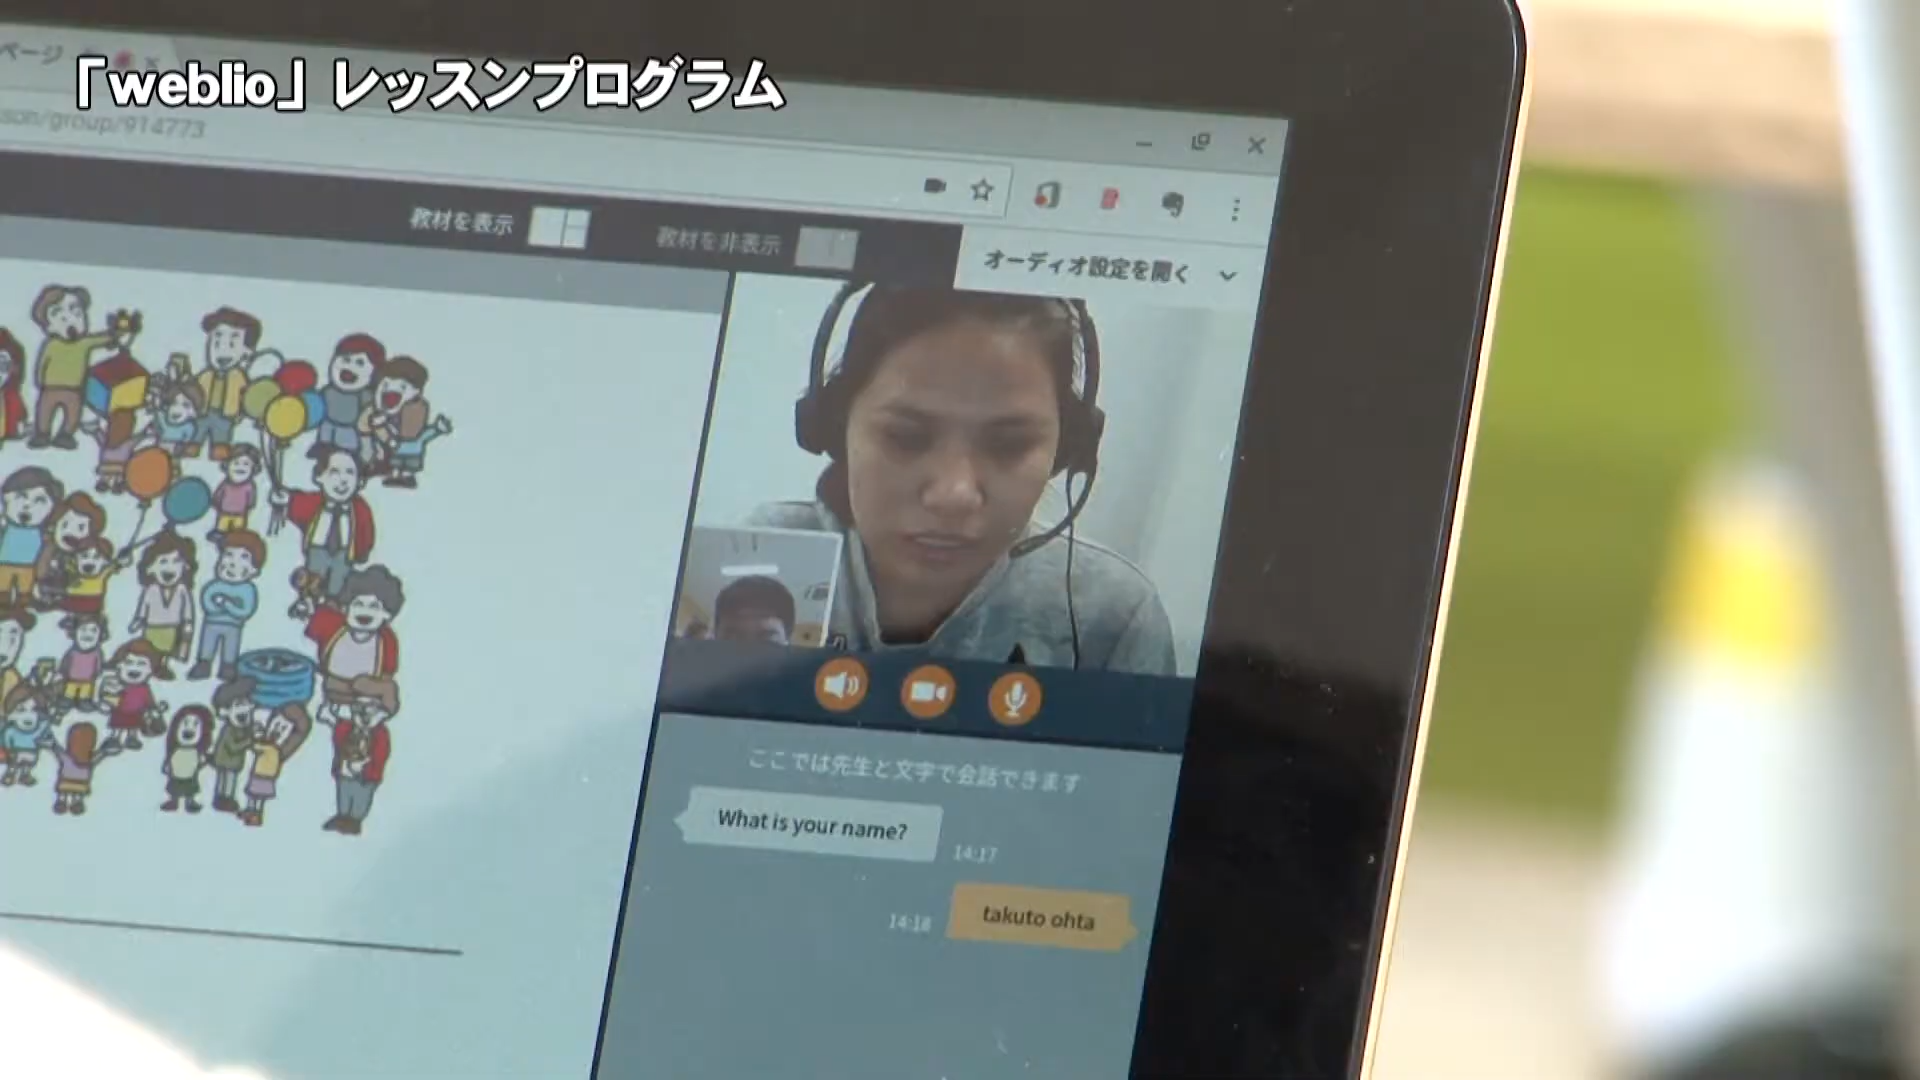 ページ
「weblio」レッスンプログラム
son/group/914773
教材を表示
教材を非表示
オーディオ設定を開く
ここでは先生と文字で会話できます
What is your name?
14:17
14:18
takuto ohta